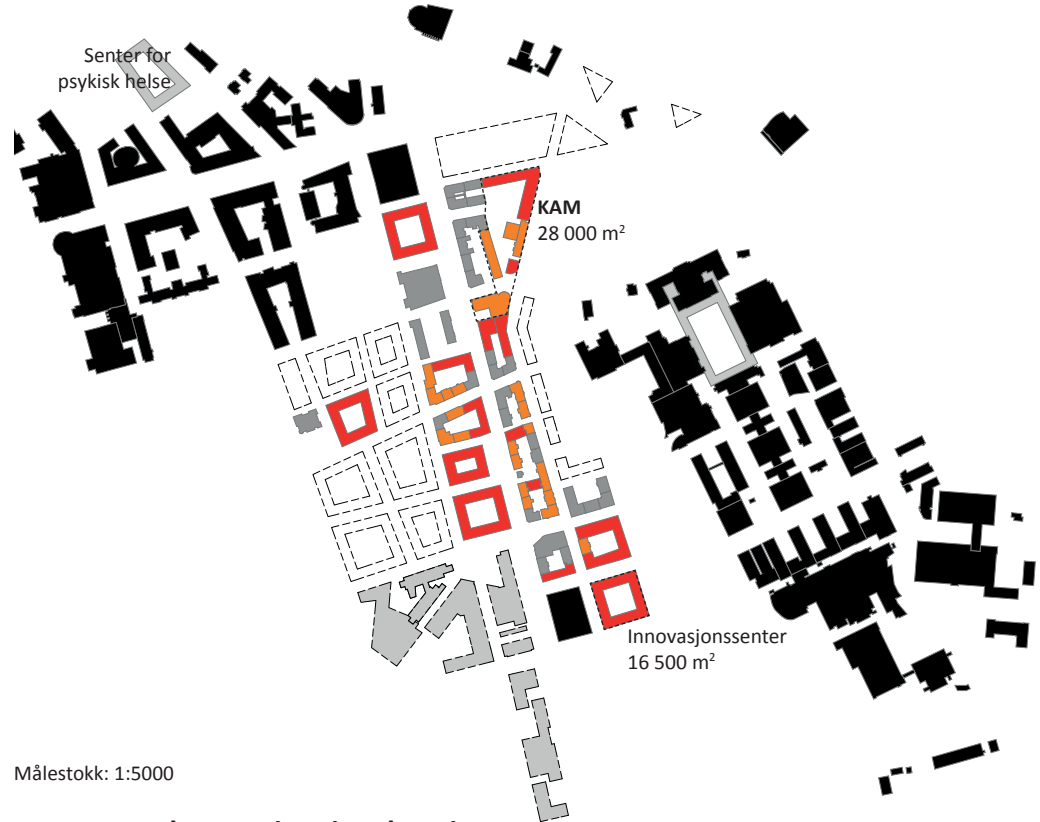 Senter for
psykisk helse
KAM
28 000 m²
Innovasjonssenter
16 500 m²
Målestokk: 1:5000